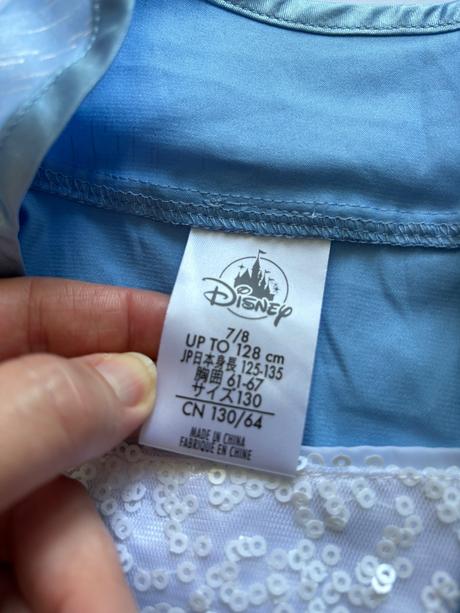 Disney
7/8
UP TO 128 cm
JP日本身長 125-135
胸囲 61-67
サイズ130
CN 130/64
MADE IN CHINA
FABRIQUÉ EN CHINE